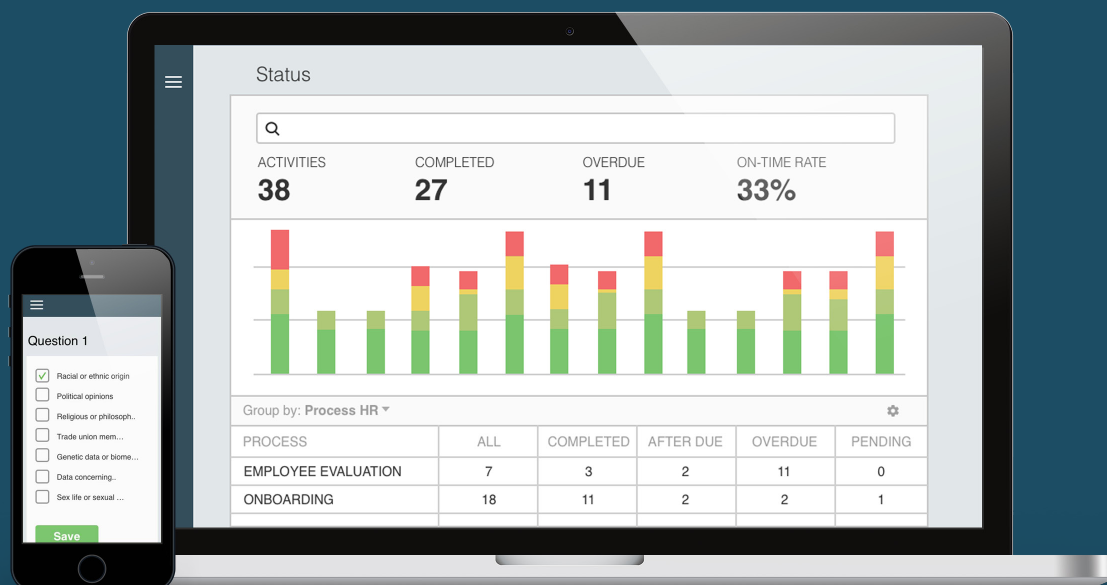 Status
ACTIVITIES COMPLETED OVERDUE ON-TIME RATE
38 27 11 33%
Group by: Process HR
PROCESS ALL COMPLETED AFTER DUE OVERDUE PENDING
EMPLOYEE EVALUATION 7 3 2 11 0
ONBOARDING 18 11 2 2 1
Question 1
Racial or ethnic origin
Political opinions
Religious or philosoph..
Trade union mem...
Genetic data or biome...
Data concerning..
Sex life or sexual ...
Save